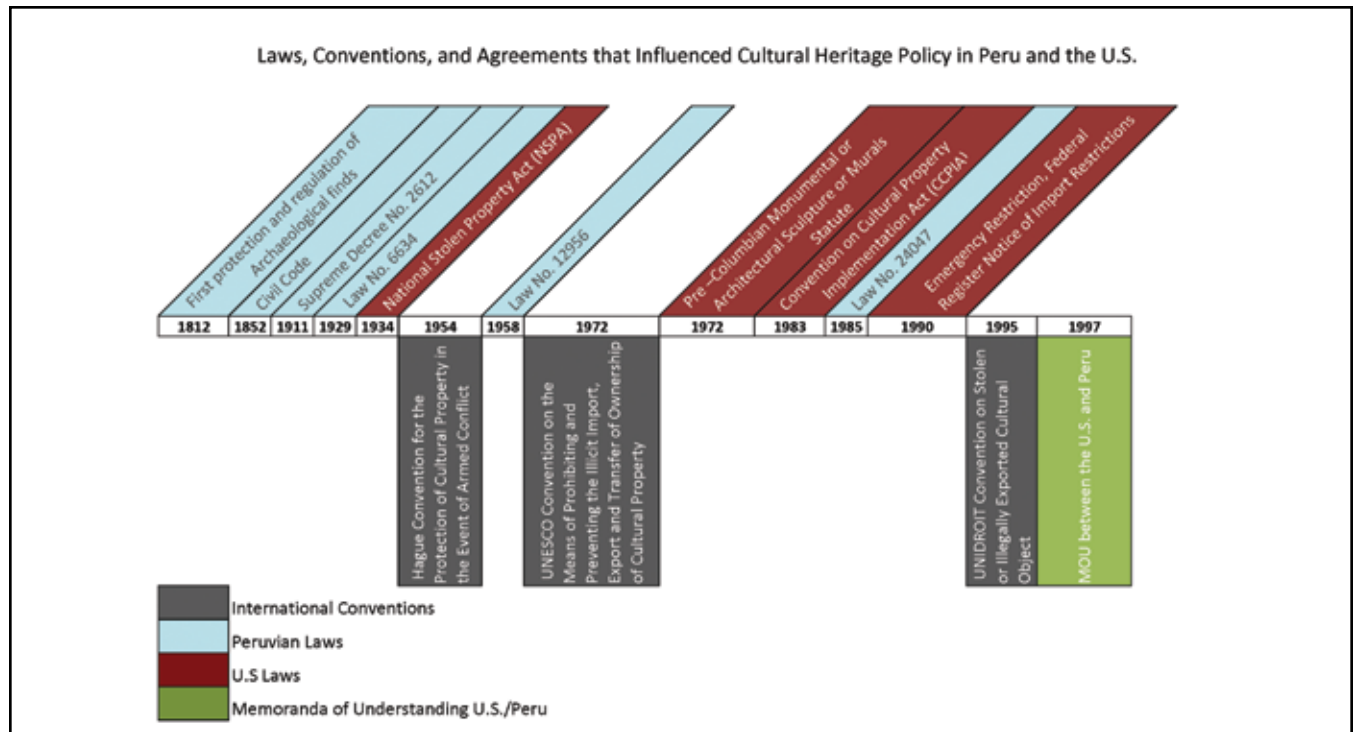 Laws, Conventions, and Agreements that Influenced Cultural Heritage Policy in Peru and the U.S.
First protection and regulation of
Archaeological finds
Civil Code
Supreme Decree No. 2612
Law No. 6634
National Stolen Property Act (NSPA)
Law No. 12956
Pre –Columbian Monumental or
Architectural Sculpture or Murals
Statute
Convention on Cultural Property
Implementation Act (CCPIA)
Law No. 24047
Emergency Restriction, Federal
Register Notice of Import Restrictions
1812 1852 1911 1929 1934 1954 1958 1972 1972 1983 1985 1990 1995 1997
Hague Convention for the
Protection of Cultural Property in
the Event of Armed Conflict
UNESCO Convention on the
Means of Prohibiting and
Preventing the Illicit Import,
Export and Transfer of Ownership
of Cultural Property
UNIDROIT Convention on Stolen
or Illegally Exported Cultural
Object
MOU between the U.S. and Peru
International Conventions
Peruvian Laws
U.S Laws
Memoranda of Understanding U.S./Peru